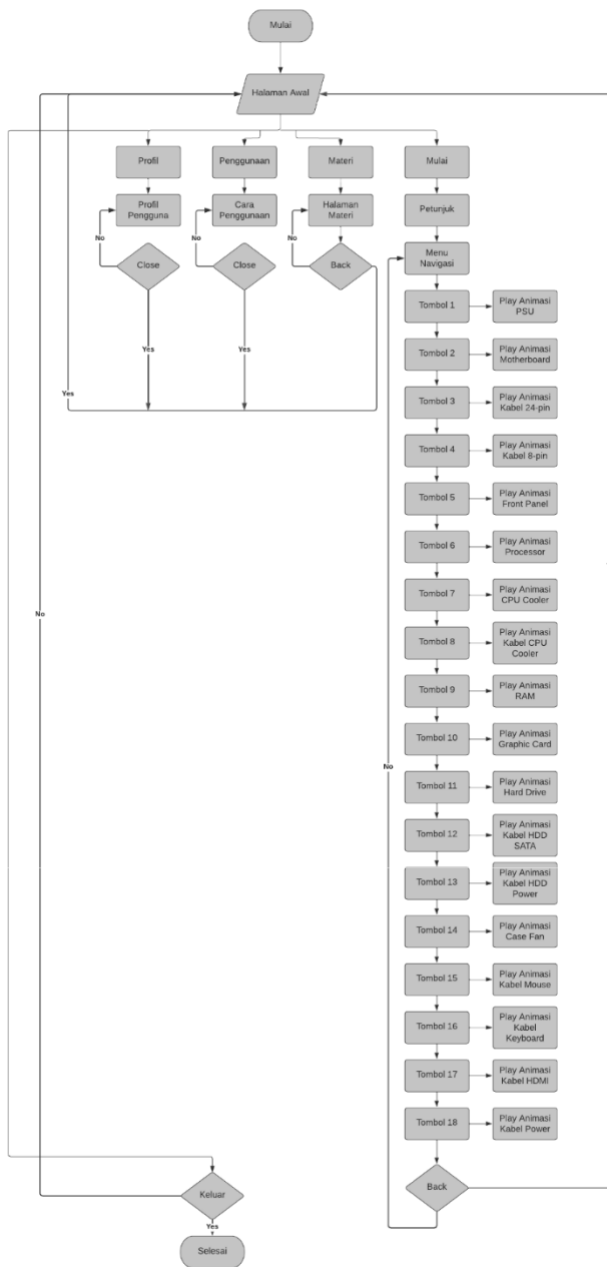 Mulai
Halaman Awal
Profil
Penggunaan
Materi
Mulai
Profil
Pengguna
Cara
Penggunaan
Halaman
Materi
Petunjuk
No
No
No
Close
Close
Back
Menu
Navigasi
Yes
Yes
Yes
Tombol 1
Play Animasi
PSU
Tombol 2
Play Animasi
Motherboard
Tombol 3
Play Animasi
Kabel 24-pin
Tombol 4
Play Animasi
Kabel 8-pin
Tombol 5
Play Animasi
Front Panel
Tombol 6
Play Animasi
Processor
Tombol 7
Play Animasi
CPU Cooler
No
Tombol 8
Play Animasi
Kabel CPU
Cooler
Tombol 9
Play Animasi
RAM
Tombol 10
Play Animasi
Graphic Card
No
Tombol 11
Play Animasi
Hard Drive
Tombol 12
Play Animasi
Kabel HDD
SATA
Tombol 13
Play Animasi
Kabel HDD
Power
Tombol 14
Play Animasi
Case Fan
Tombol 15
Play Animasi
Kabel Mouse
Tombol 16
Play Animasi
Kabel
Keyboard
Tombol 17
Play Animasi
Kabel HDMI
Tombol 18
Play Animasi
Kabel Power
Back
Keluar
Yes
Selesai